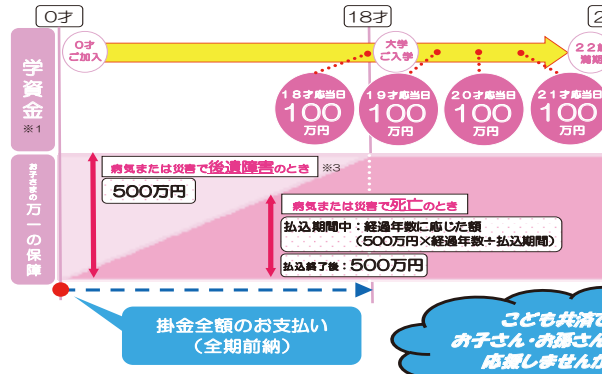 0才
18才
2
0才
ご加入
大学
ご入学
22歳
満期
学資金
※1
18才応当日
100
万円
19才応当日
100
万円
20才応当日
100
万円
21才応当日
100
万円
お子さまの
万一の保障
病気または災害で後遺障害のとき ※3
500万円
病気または災害で死亡のとき
払込期間中：経過年数に応じた額
（500万円×経過年数÷払込期間）
払込終了後：500万円
掛金全額のお支払い
（全期前納）
こども共済で
お子さん・お孫さん
応援しませんか